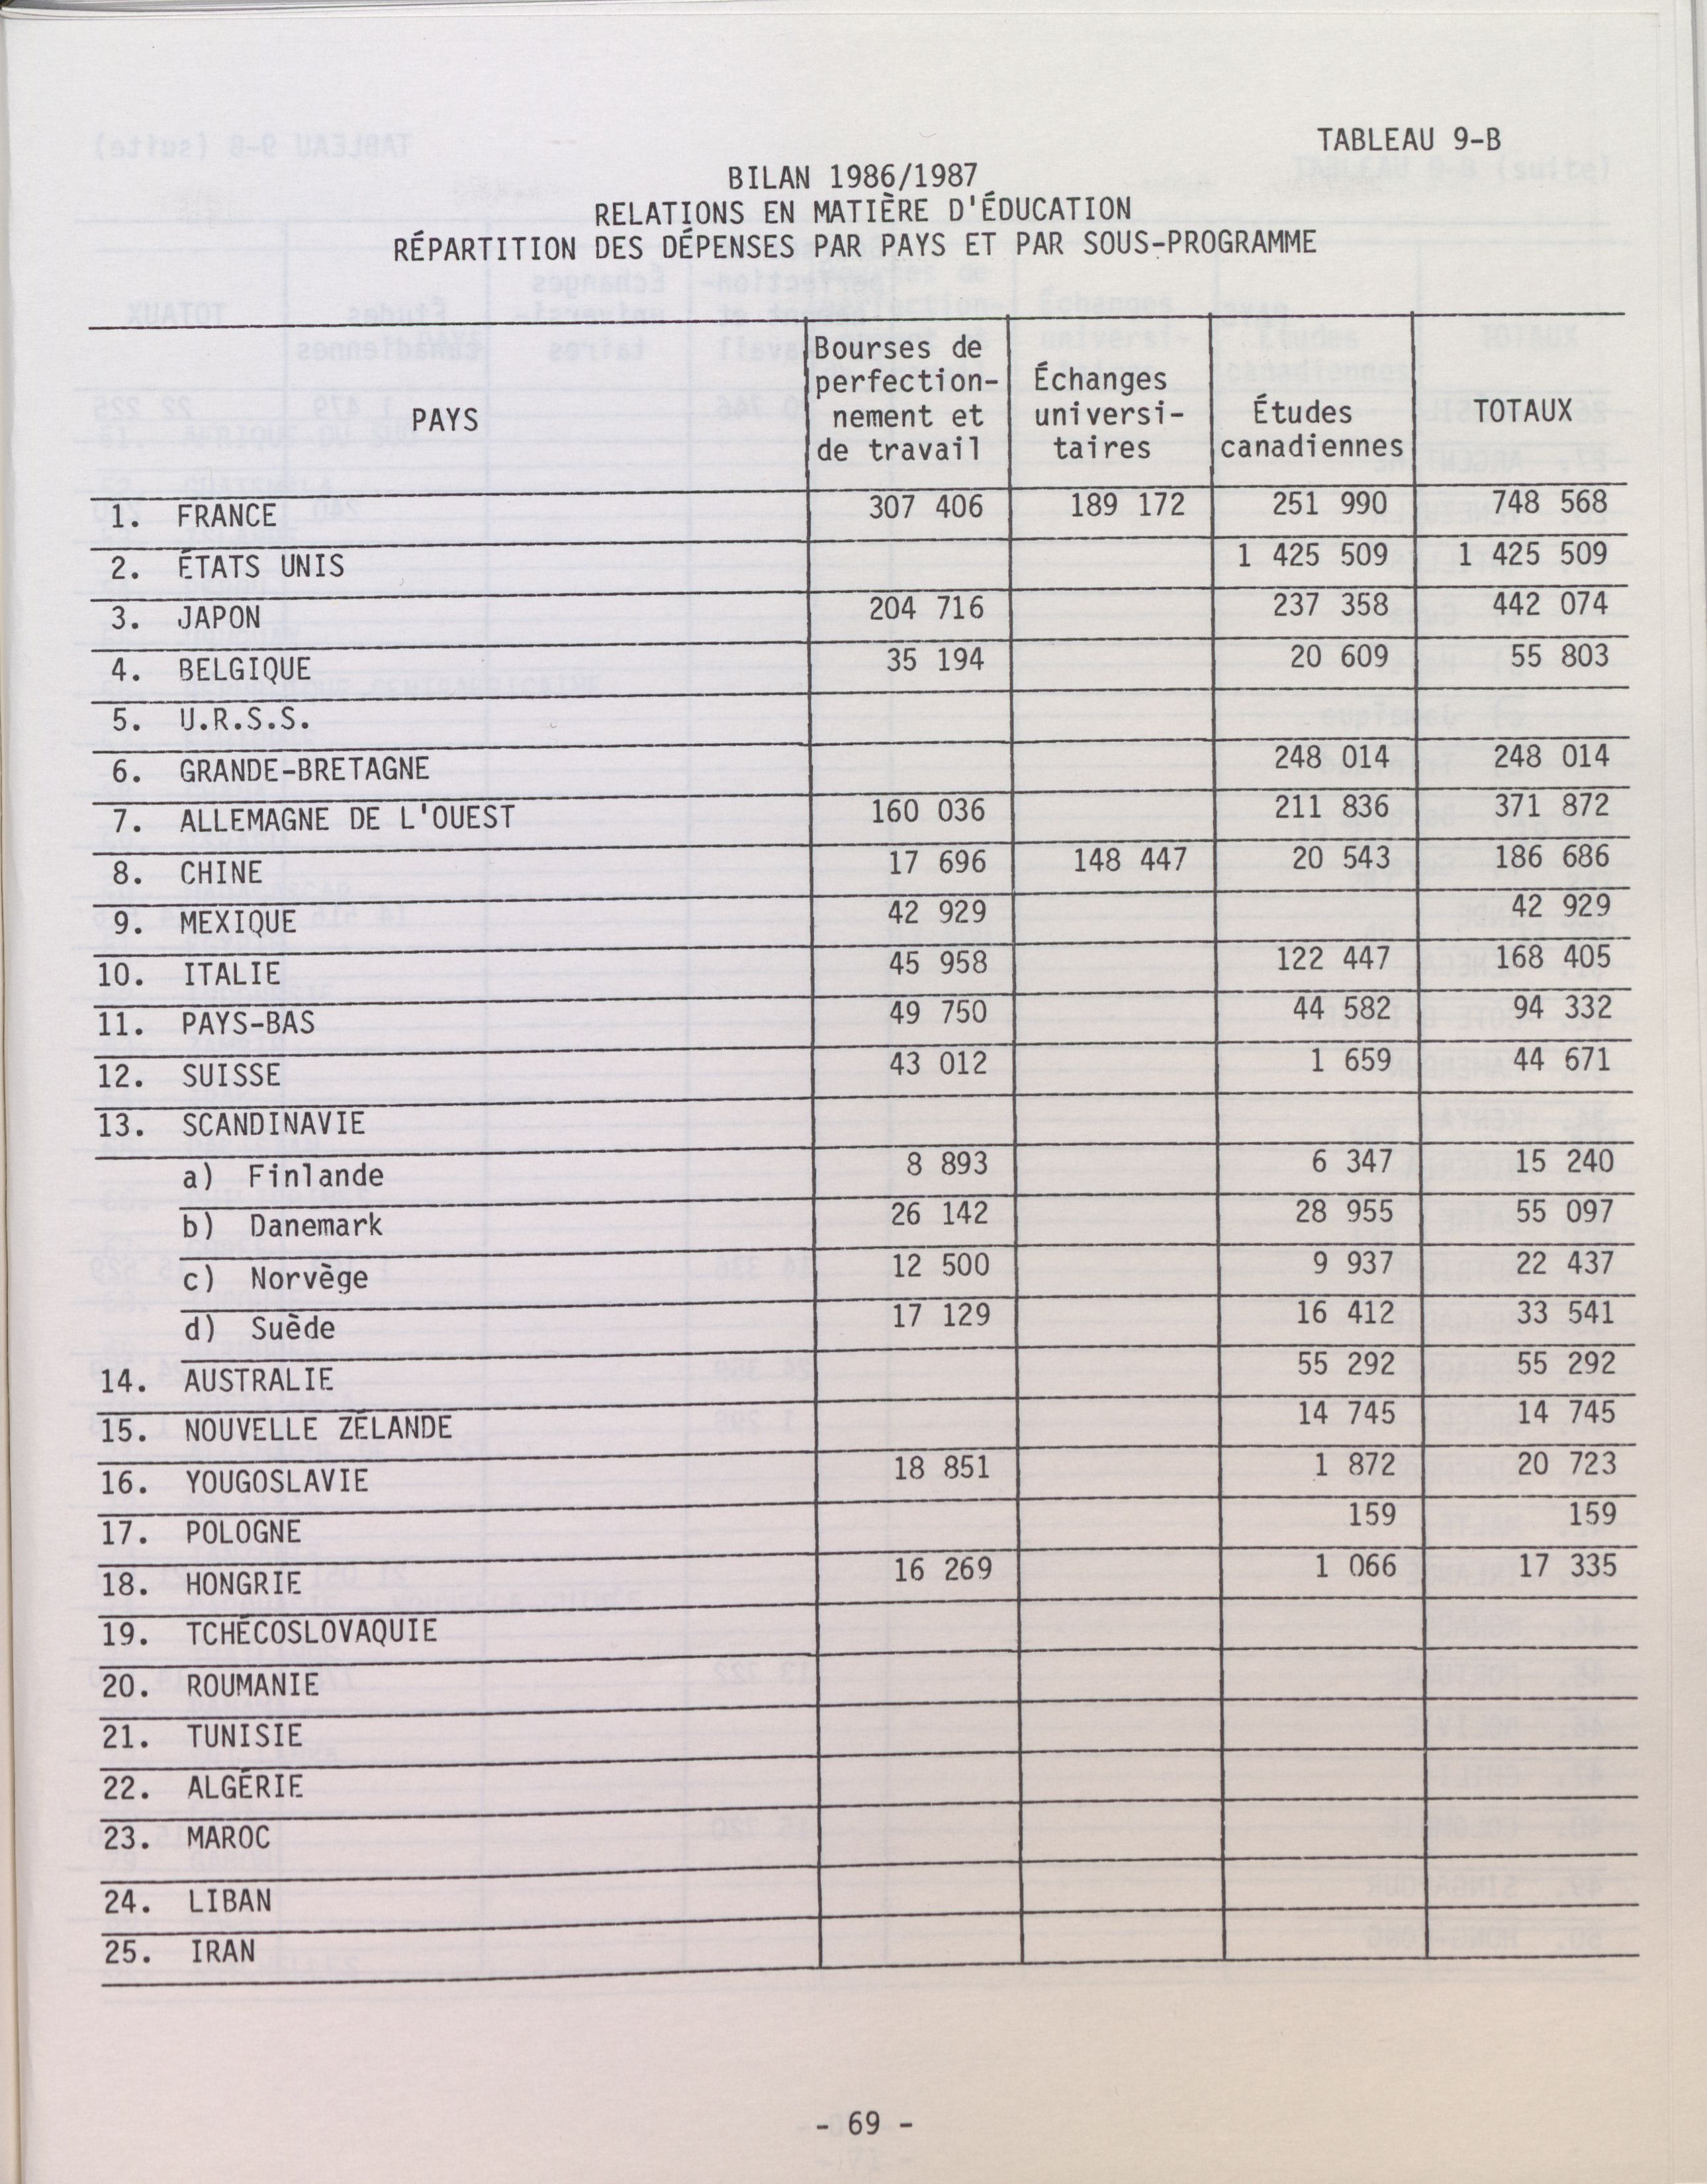 TABLEAU 9-B
BILAN 1986/1987
RELATIONS EN MATIÈRE D'ÉDUCATION
RÉPARTITION DES DÉPENSES PAR PAYS ET PAR SOUS-PROGRAMME
PAYS Bourses de perfection- nement et de travail Échanges universi- taires Études canadiennes TOTAUX
1. FRANCE 307 406 189 172 251 990 748 568
2. ÉTATS UNIS 1 425 509 1 425 509
3. JAPON 204 716 237 358 442 074
4. BELGIQUE 35 194 20 609 55 803
5. U.R.S.S.
6. GRANDE-BRETAGNE 248 014 248 014
7. ALLEMAGNE DE L'OUEST 160 036 211 836 371 872
8. CHINE 17 696 148 447 20 543 186 686
9. MEXIQUE 42 929 42 929
10. ITALIE 45 958 122 447 168 405
11. PAYS-BAS 49 750 44 582 94 332
12. SUISSE 43 012 1 659 44 671
13. SCANDINAVIE
a) Finlande 8 893 6 347 15 240
b) Danemark 26 142 28 955 55 097
c) Norvège 12 500 9 937 22 437
d) Suède 17 129 16 412 33 541
14. AUSTRALIE 55 292 55 292
15. NOUVELLE ZÉLANDE 14 745 14 745
16. YOUGOSLAVIE 18 851 1 872 20 723
17. POLOGNE 159 159
18. HONGRIE 16 269 1 066 17 335
19. TCHÉCOSLOVAQUIE
20. ROUMANIE
21. TUNISIE
22. ALGÉRIE
23. MAROC
24. LIBAN
25. IRAN
- 69 -